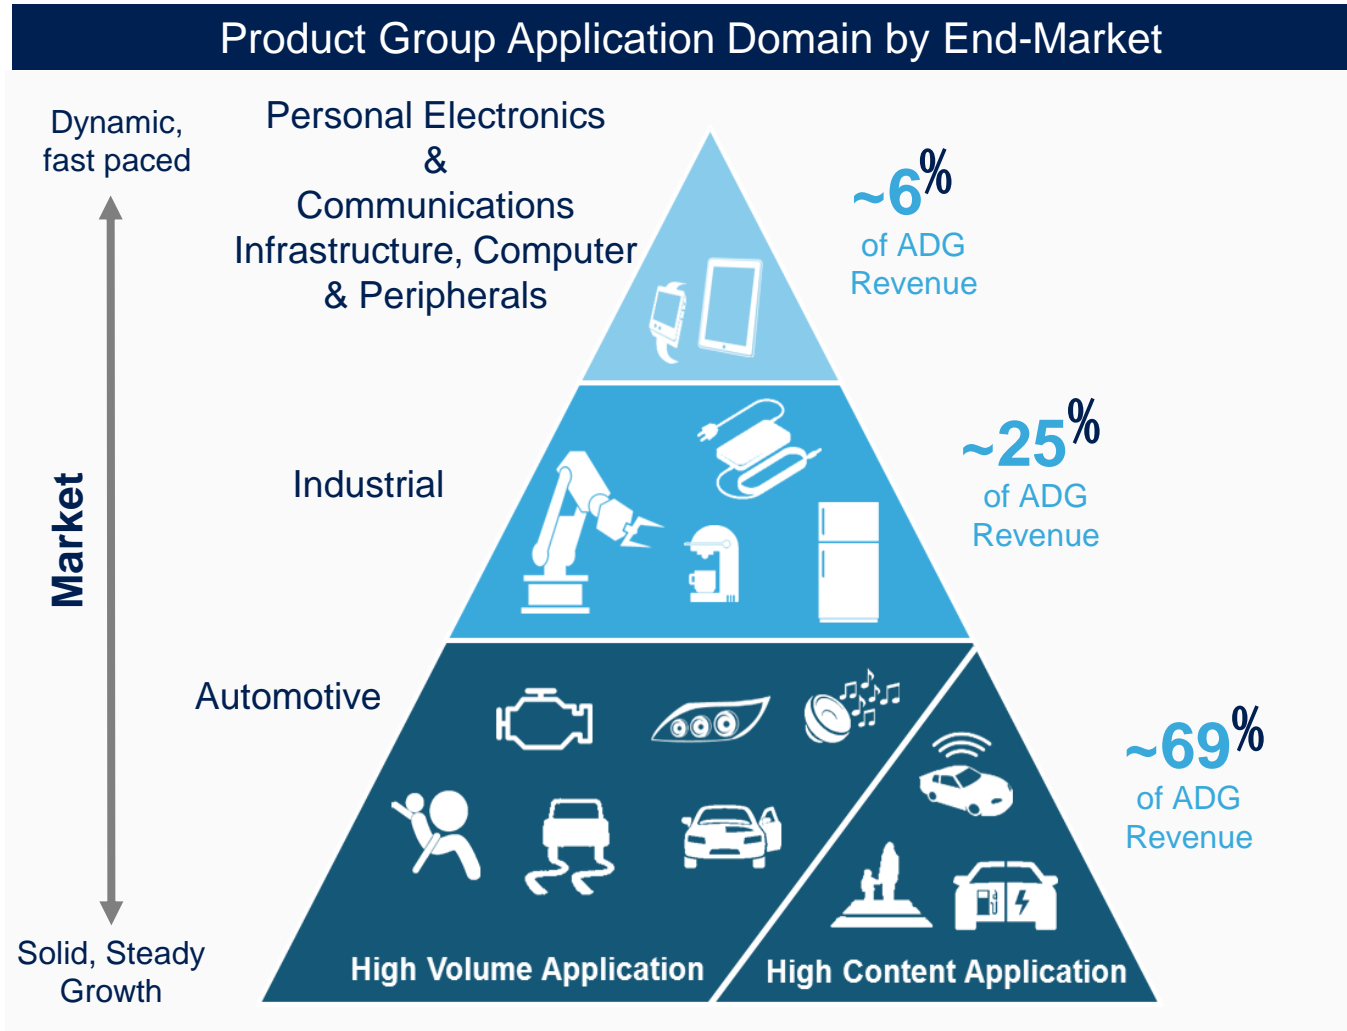 Product Group Application Domain by End-Market
Dynamic,
fast paced
Personal Electronics
&
Communications
Infrastructure, Computer
& Peripherals
~6%
of ADG
Revenue
Market
Industrial
~25%
of ADG
Revenue
Automotive
~69%
of ADG
Revenue
Solid, Steady
Growth
High Volume Application
High Content Application